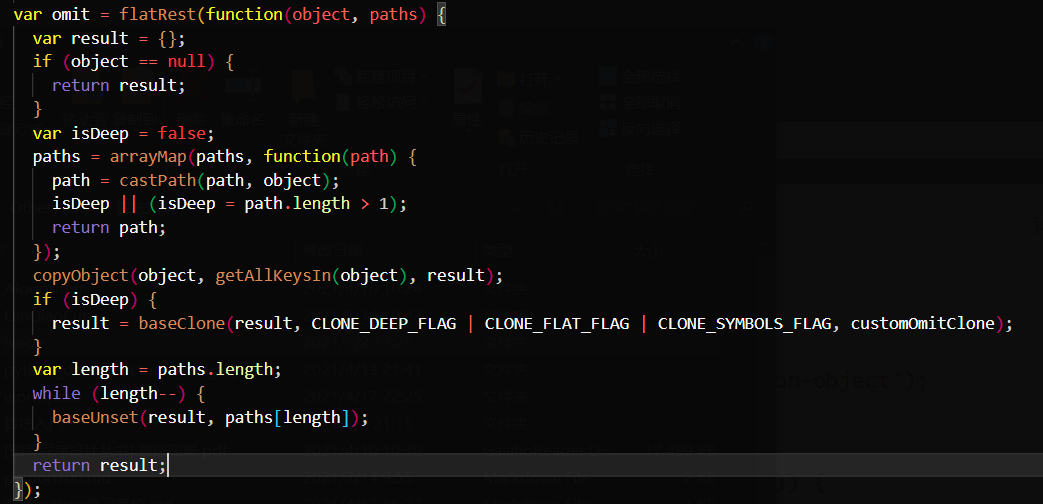 var omit = flatRest(function(object, paths) {
  var result = {};
  if (object == null) {
    return result;
  }
  var isDeep = false;
  paths = arrayMap(paths, function(path) {
    path = castPath(path, object);
    isDeep || (isDeep = path.length > 1);
    return path;
  });
  copyObject(object, getAllKeysIn(object), result);
  if (isDeep) {
    result = baseClone(result, CLONE_DEEP_FLAG | CLONE_FLAT_FLAG | CLONE_SYMBOLS_FLAG, customOmitClone);
  }
  var length = paths.length;
  while (length--) {
    baseUnset(result, paths[length]);
  }
  return result;
});